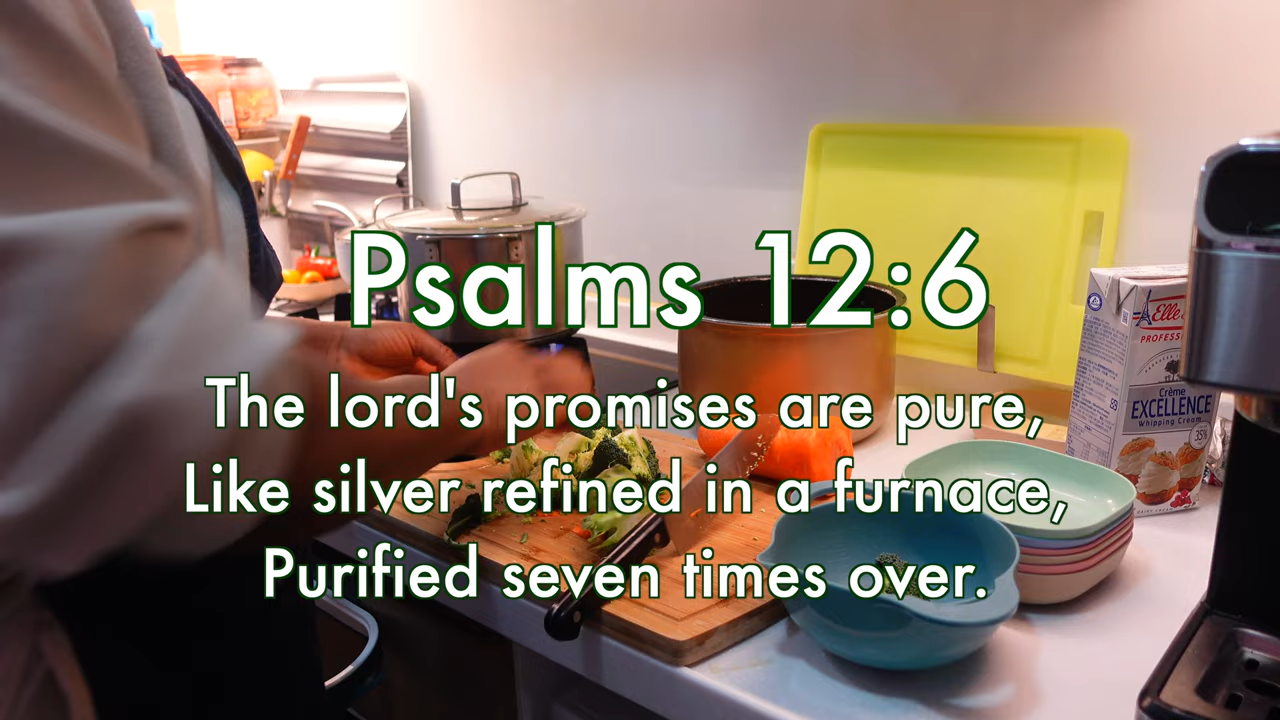 Psalms 12:6
The lord's promises are pure,
Like silver refined in a furnace,
Purified seven times over.
Elle
PROFESS
Crème
EXCELLENCE
Whipping Cream
35%